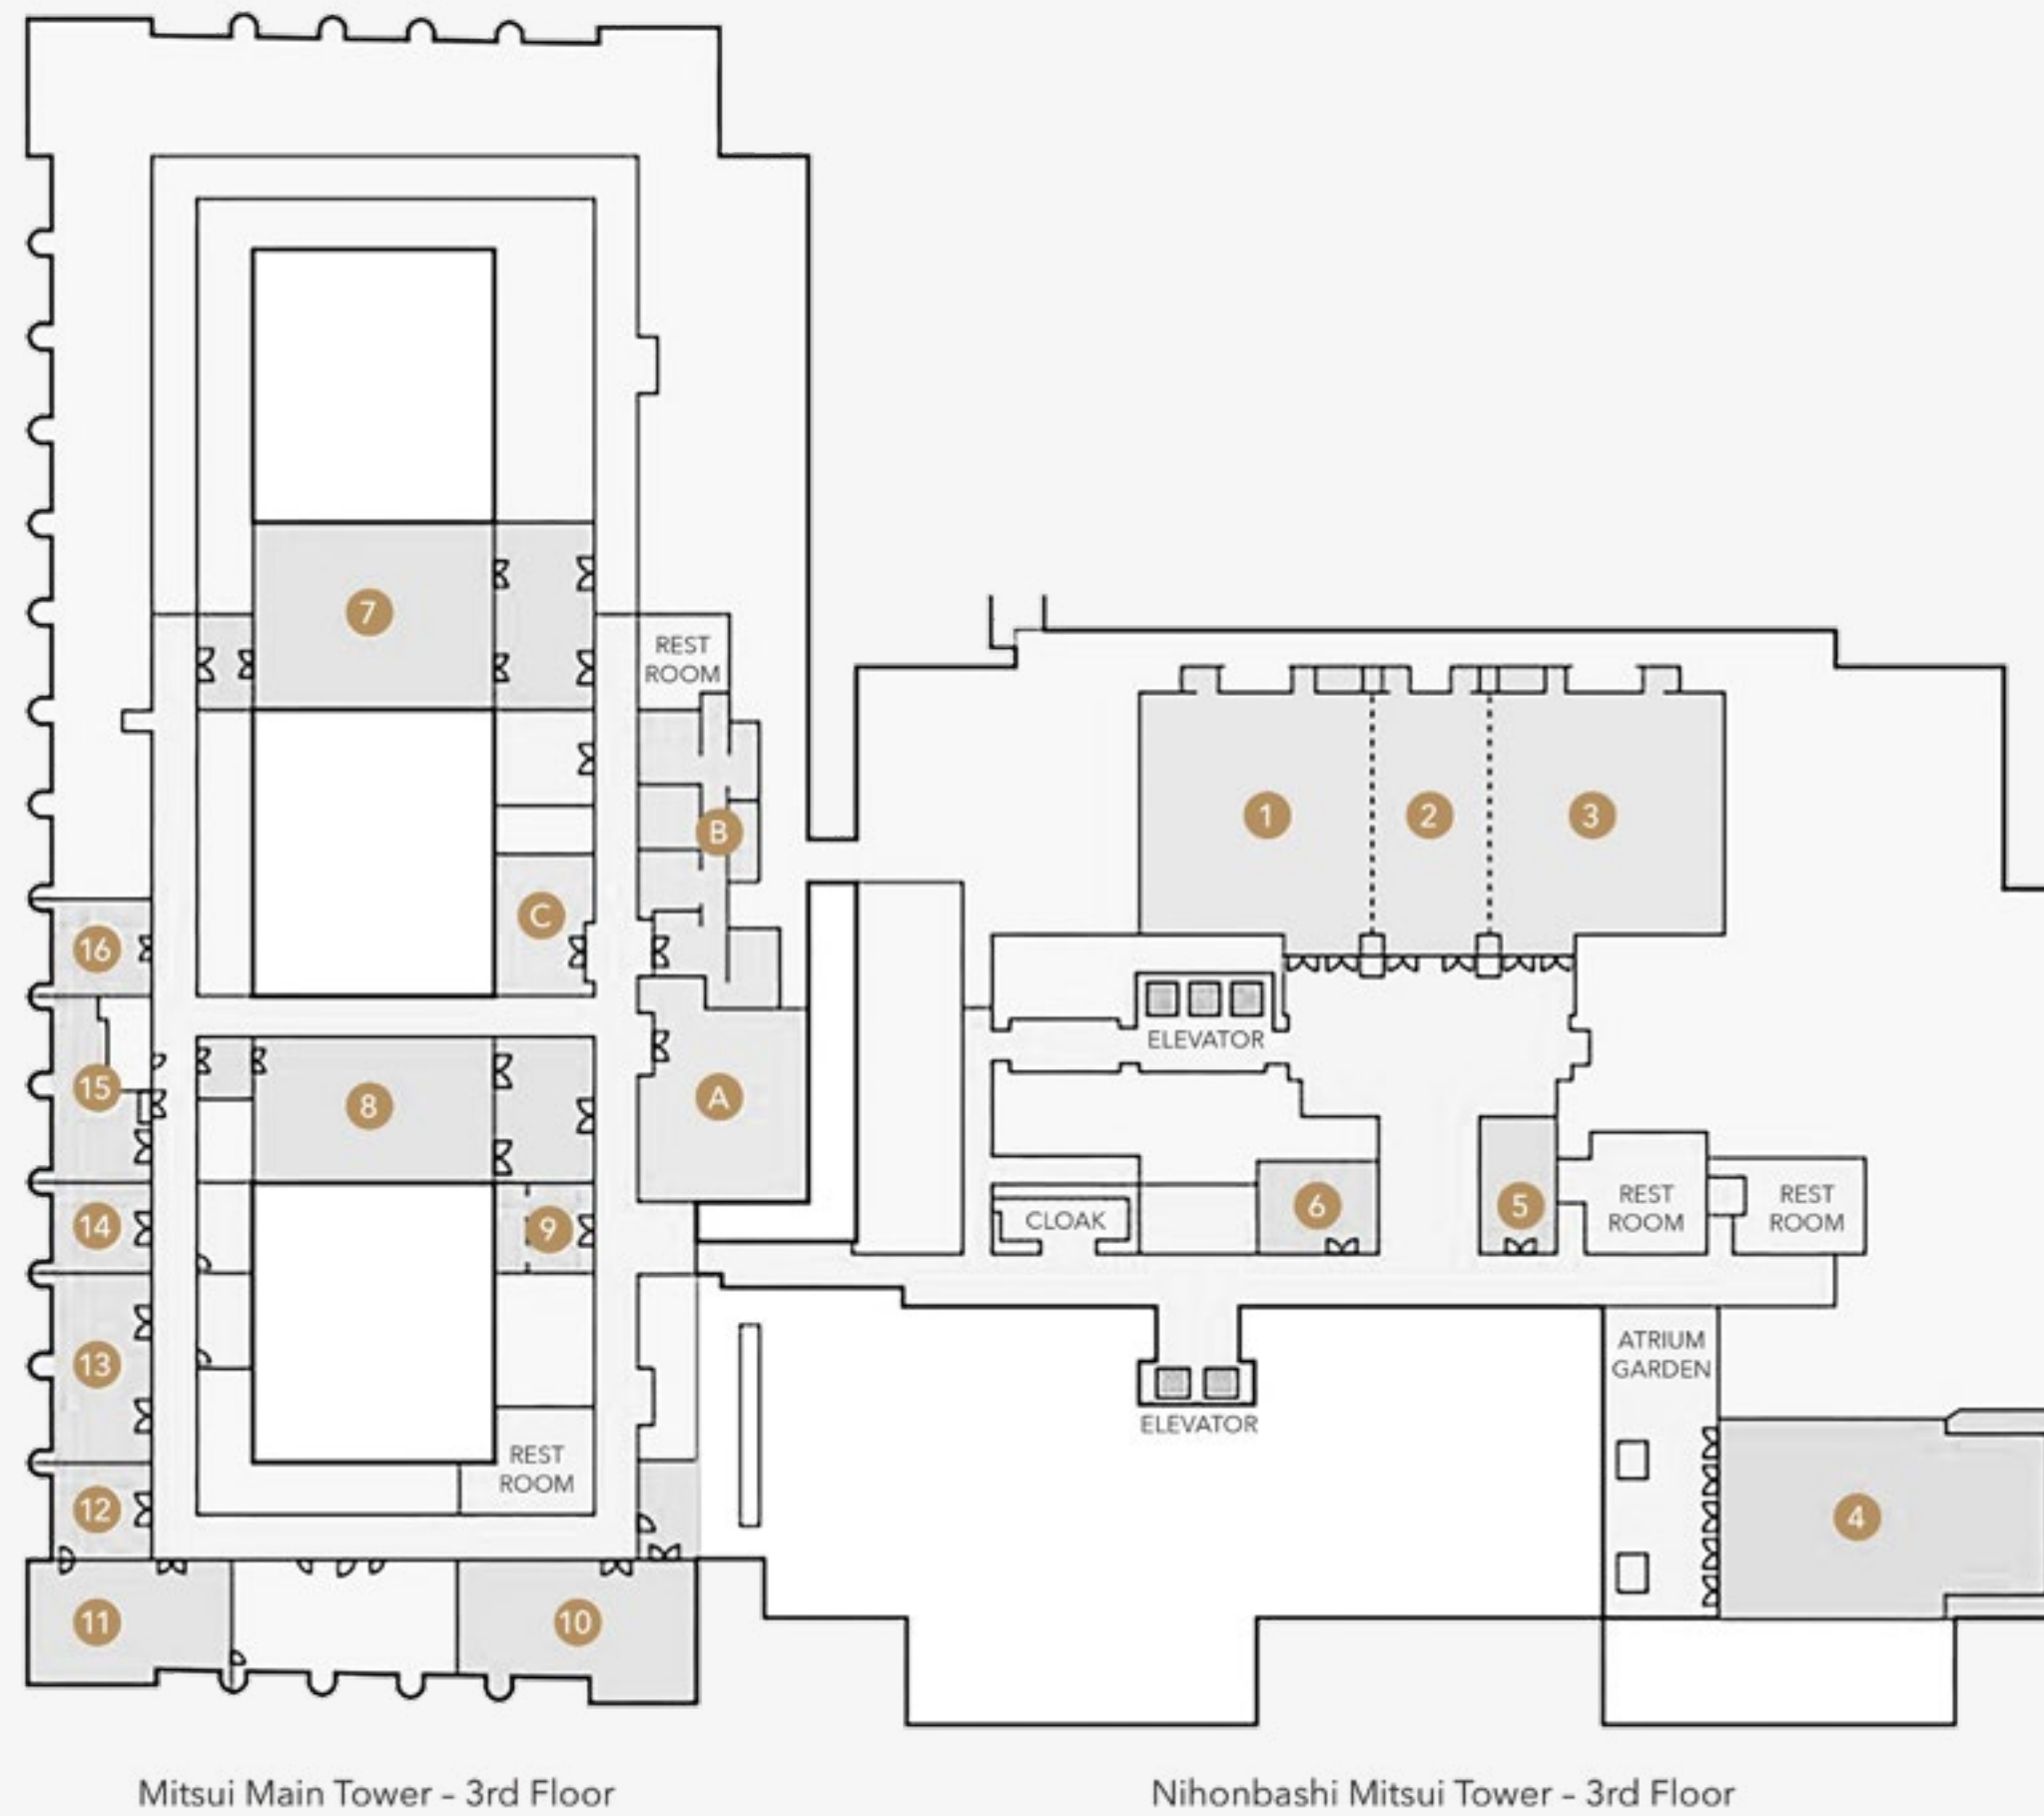 7
REST
ROOM
B
1
2
3
C
16
ELEVATOR
15
8
A
14
9
CLOAK
6
5
REST
ROOM
REST
ROOM
13
ATRIUM
GARDEN
ELEVATOR
REST
ROOM
12
4
11
10
Mitsui Main Tower – 3rd Floor
Nihonbashi Mitsui Tower – 3rd Floor